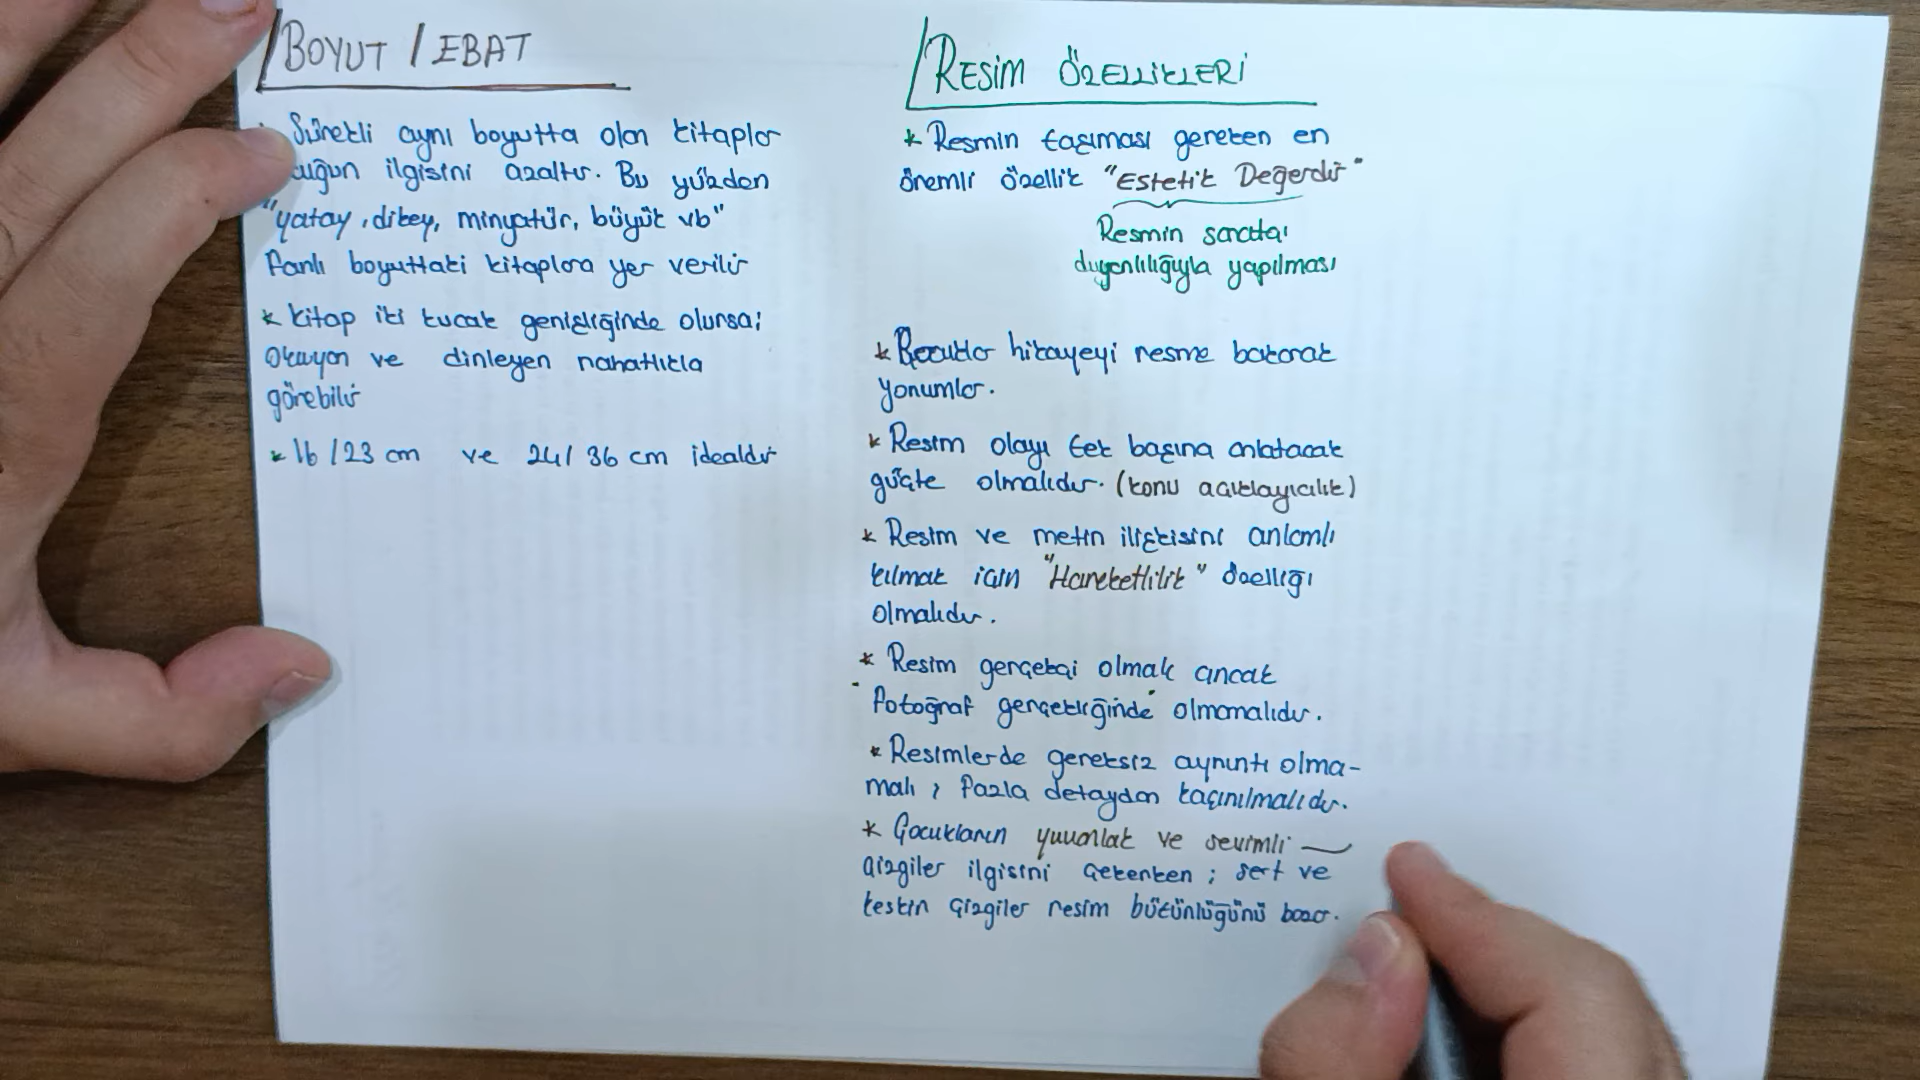 BOYUT / EBAT
Sürekli aynı boyutta olan kitaplar
cuğun ilgisini azaltır. Bu yüzden
"yatay, dikey, minyatür, büyük vb"
farklı boyuttaki kitaplara yer verilir
* kitap iki kucak genişliğinde olursa;
Okuyan ve dinleyen rahatlıkla
görebilir
* 16/23 cm ve 24/36 cm idealdir
RESİM ÖZELLİKLERİ
* Resmin taşıması gereken en
önemli özellik "Estetik Değerdir"
Resmin sanatçı
duyarlılığıyla yapılması
* Çocuklar hikayeyi resme bakarak
yorumlar.
* Resim olayı tek başına anlatacak
güçte olmalıdır. (konu açıklayıcılık)
* Resim ve metin ilişkisini anlamlı
kılmak için "Hareketlilik" özelliği
olmalıdır.
* Resim gerçekçi olmalı ancak
fotoğraf gerçekliğinde olmamalıdır.
* Resimlerde gereksiz ayrıntı olma-
malı, fazla detaydan kaçınılmalıdır.
* Çocukların yuvarlak ve sevimli
çizgiler ilgisini çekerken; sert ve
keskin çizgiler resim bütünlüğünü bozar.